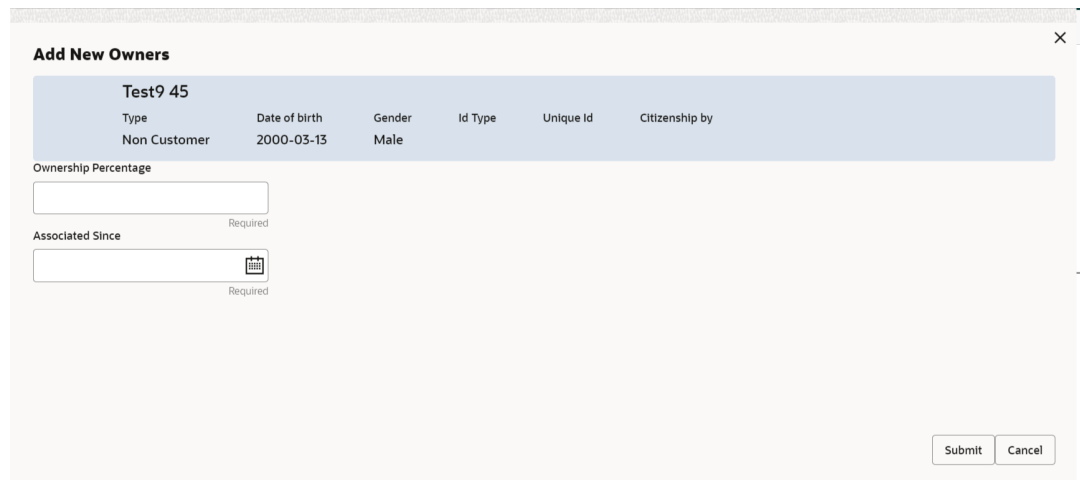 Add New Owners
Test9 45
Type Date of birth Gender Id Type Unique Id Citizenship by
Non Customer 2000-03-13 Male
Ownership Percentage
Required
Associated Since
Required
Submit Cancel